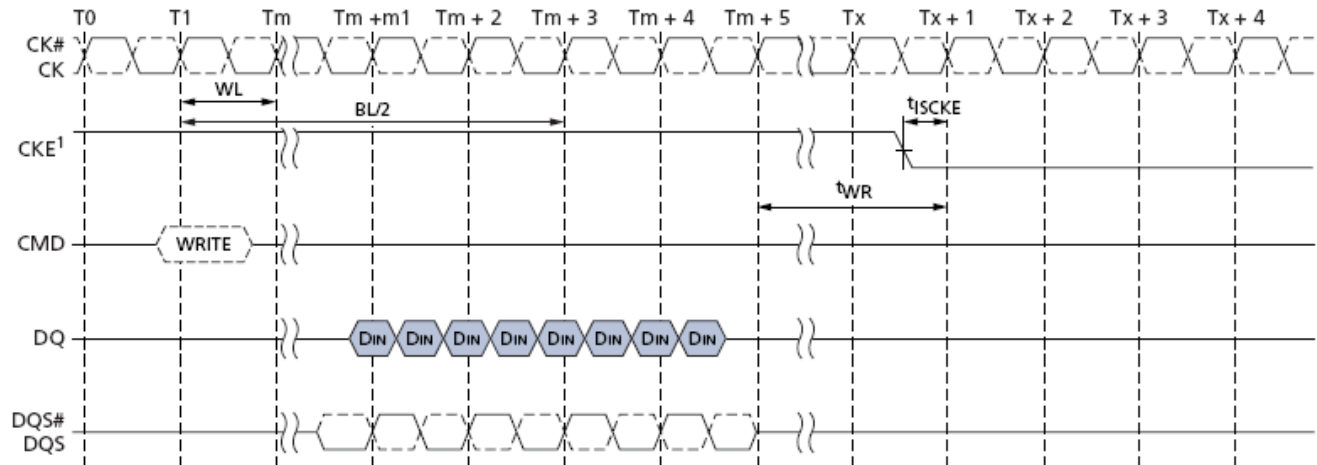 T0 T1 Tm Tm +m1 Tm + 2 Tm + 3 Tm + 4 Tm + 5 Tx Tx + 1 Tx + 2 Tx + 3 Tx + 4
CK#
CK
WL
BL/2
tISCKE
CKE1
tWR
CMD WRITE
DQ DIN DIN DIN DIN DIN DIN DIN DIN
DQS#
DQS